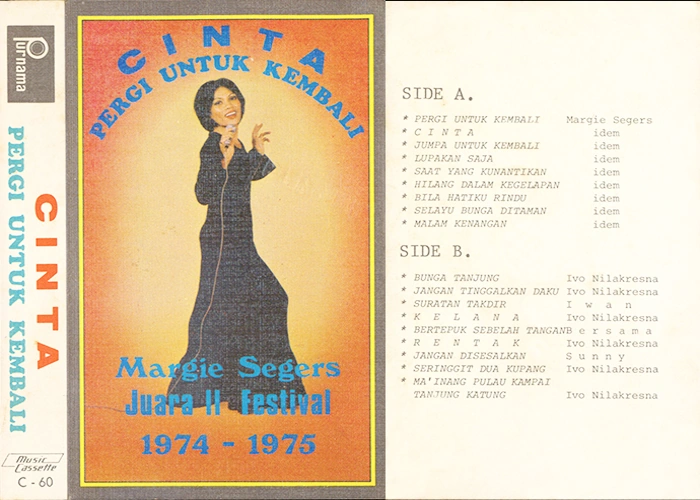 Purnama
CINTA
PERGI UNTUK KEMBALI
Music
Cassette
C - 60
CINTA
PERGI UNTUK KEMBALI
Margie Segers
Juara II Festival
1974 - 1975
SIDE A.
* PERGI UNTUK KEMBALI Margie Segers
* C I N T A idem
* JUMPA UNTUK KEMBALI idem
* LUPAKAN SAJA idem
* SAAT YANG KUNANTIKAN idem
* HILANG DALAM KEGELAPAN idem
* BILA HATIKU RINDU idem
* SELAYU BUNGA DITAMAN idem
* MALAM KENANGAN idem
SIDE B.
* BUNGA TANJUNG Ivo Nilakresna
* JANGAN TINGGALKAN DAKU Ivo Nilakresna
* SURATAN TAKDIR I w a n
* K E L A N A Ivo Nilakresna
* BERTEPUK SEBELAH TANGAN B e r s a m a
* R E N T A K Ivo Nilakresna
* JANGAN DISESALKAN S u n n y
* SERINGGIT DUA KUPANG Ivo Nilakresna
* MA'INANG PULAU KAMPAI
TANJUNG KATUNG Ivo Nilakresna